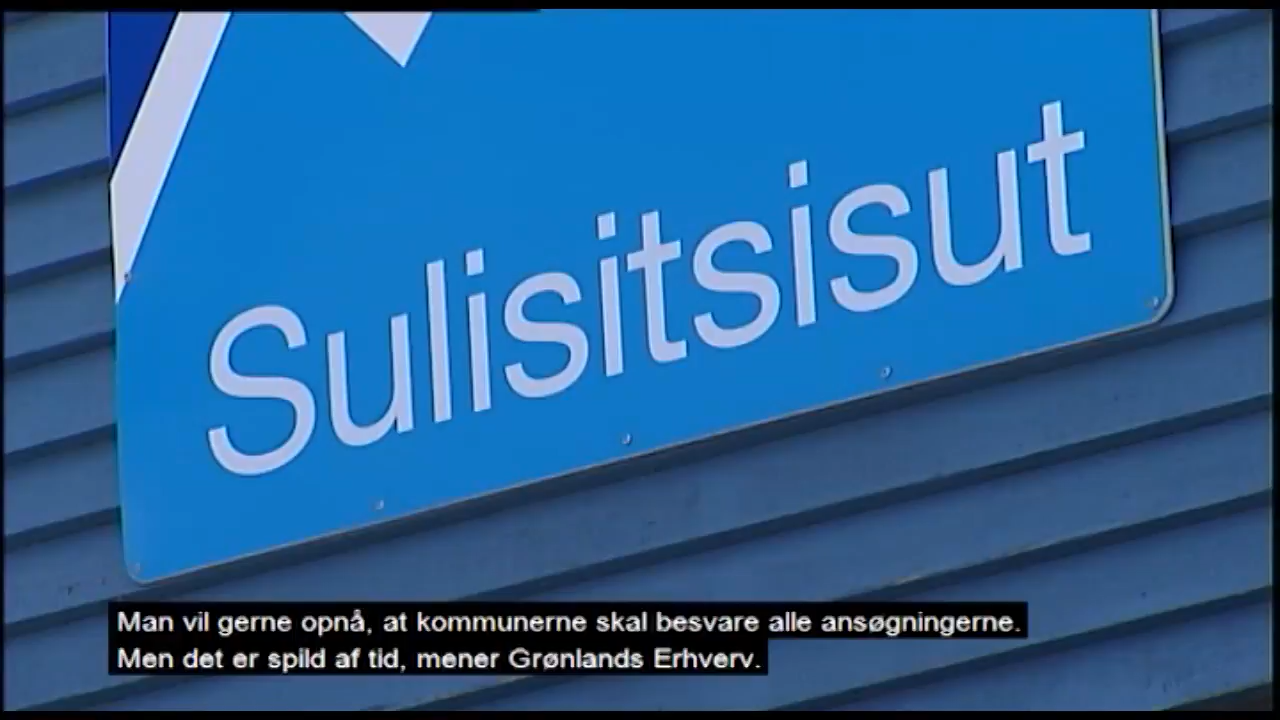 Sulisitsisut
Man vil gerne opnå, at kommunerne skal besvare alle ansøgningerne.
Men det er spild af tid, mener Grønlands Erhverv.